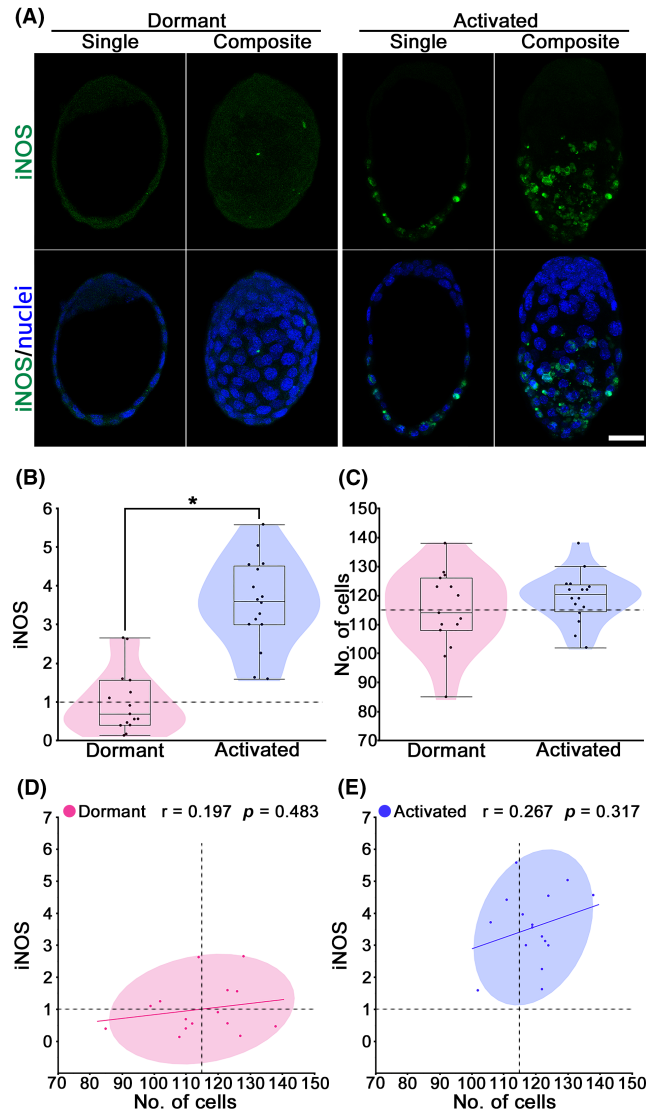 (A)
Dormant Activated
Single Composite Single Composite
iNOS
iNOS/nuclei
(B)
*
iNOS
6
5
4
3
2
1
0
Dormant Activated
(C)
No. of cells
150
140
130
120
110
100
90
80
70
Dormant Activated
(D)
Dormant r = 0.197 p = 0.483
iNOS
7
6
5
4
3
2
1
0
70 80 90 100 110 120 130 140 150
No. of cells
(E)
Activated r = 0.267 p = 0.317
iNOS
7
6
5
4
3
2
1
0
70 80 90 100 110 120 130 140 150
No. of cells